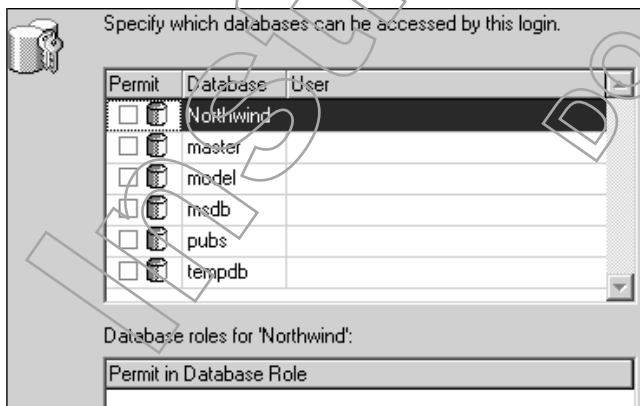 Specify which databases can be accessed by this login.
Permit Database User
Northwind
master
model
msdb
pubs
tempdb
Database roles for 'Northwind':
Permit in Database Role